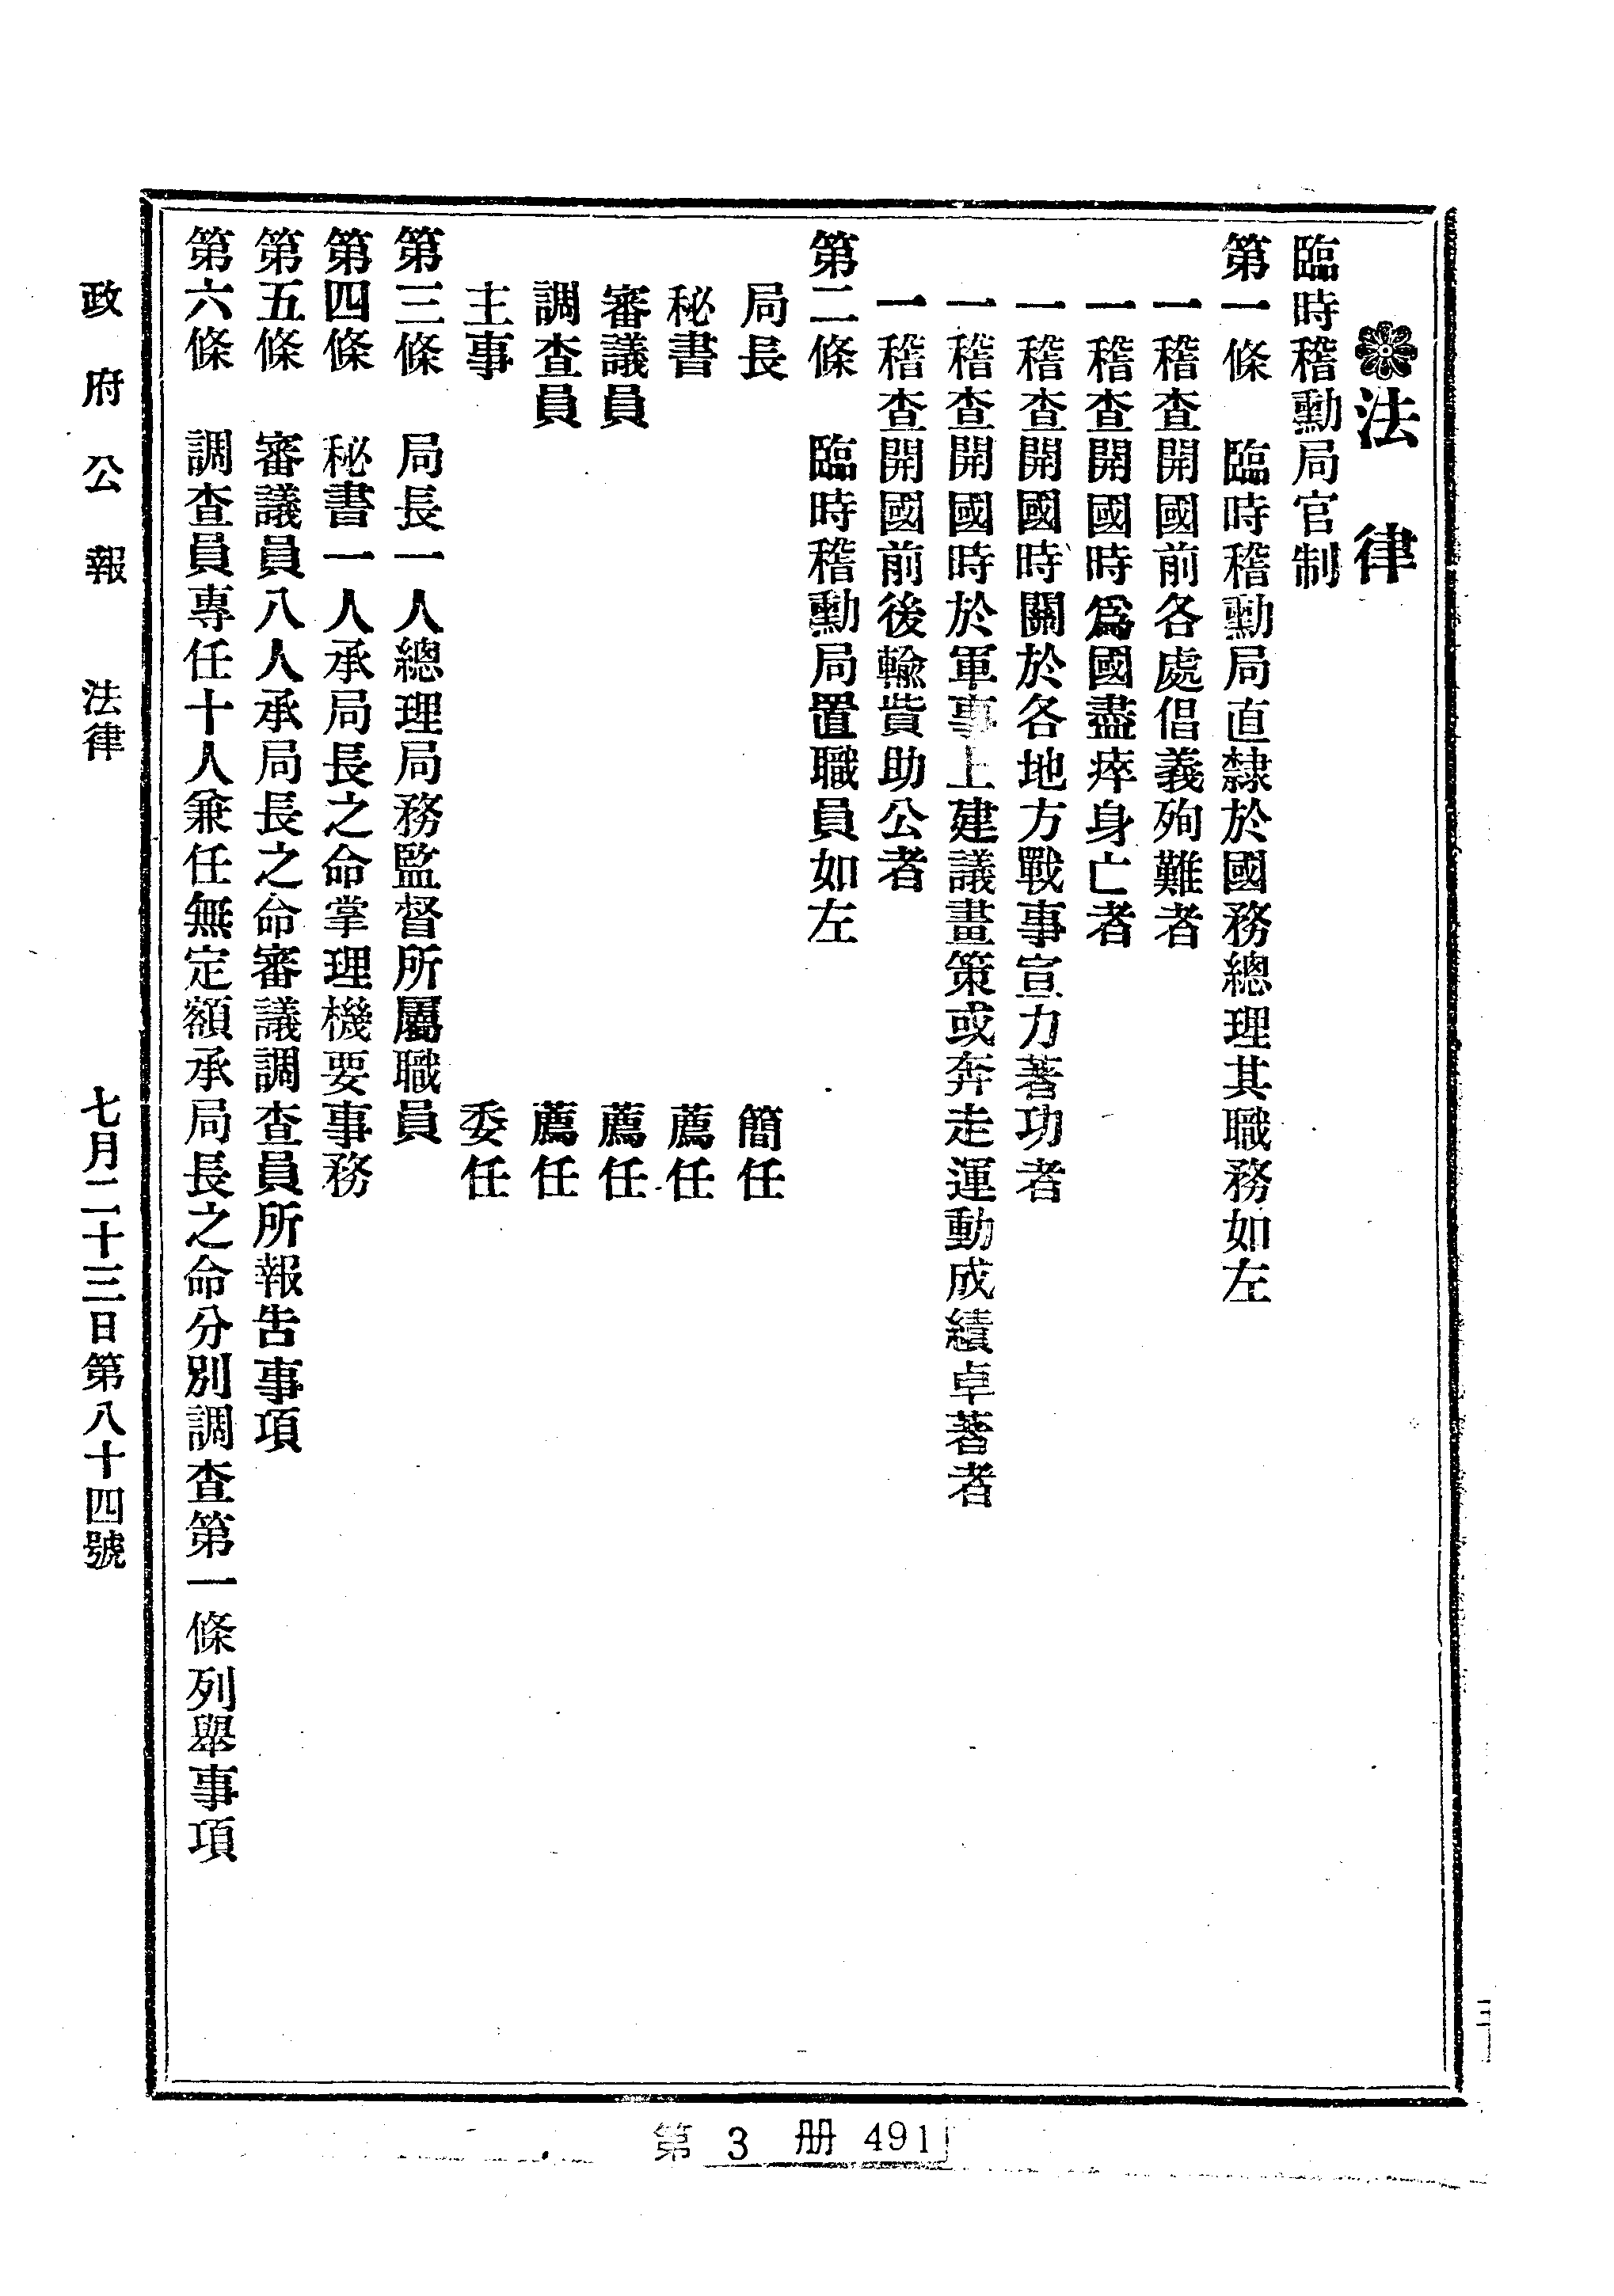 法律
臨時稽勳局官制
第一條　臨時稽勳局直隸於國務總理其職務如左
一稽查開國前各處倡義殉難者
一稽查開國時爲國盡瘁身亡者
一稽查開國時關於各地方戰事宣力著功者
一稽查開國時於軍事上建議畫策或奔走運動成績卓著者
一稽查開國前後輸貲助公者
第二條　臨時稽勳局置職員如左
局長　簡任
秘書　薦任
審議員　薦任
調查員　薦任
主事　委任
第三條　局長一人總理局務監督所屬職員
第四條　秘書一人承局長之命掌理機要事務
第五條　審議員八人承局長之命審議調查員所報告事項
第六條　調查員專任十人兼任無定額承局長之命分別調查第一條列舉事項
政府公報　法律　七月二十三日第八十四號
第 3 册 491